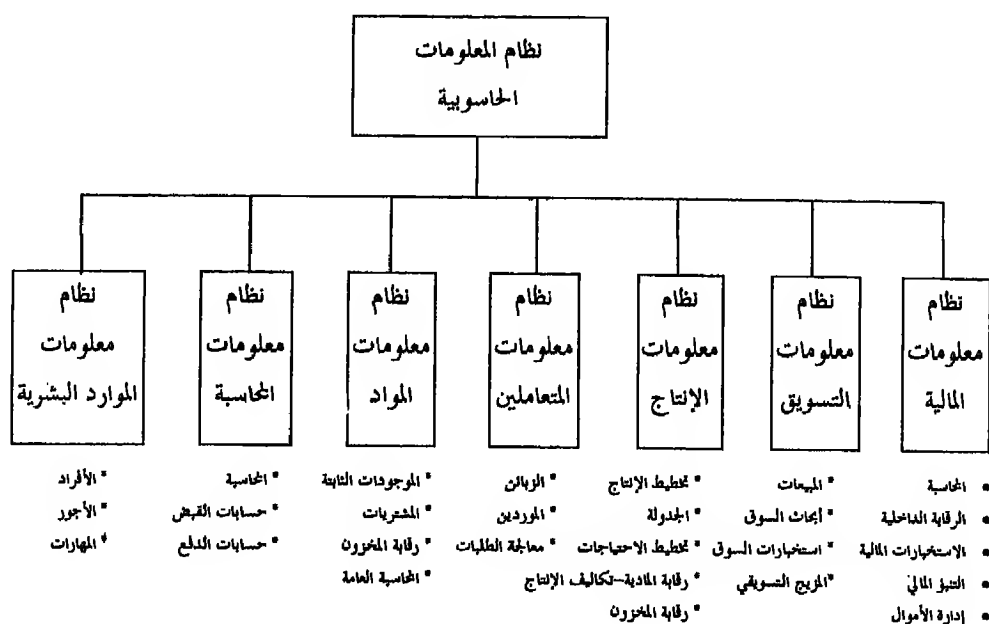 نظام المعلومات
الحاسوبية
نظام
معلومات
المالية
نظام
معلومات
التسويق
نظام
معلومات
الإنتاج
نظام
معلومات
المتعاملين
نظام
معلومات
المواد
نظام
معلومات
المحاسبة
نظام
معلومات
الموارد البشرية
• المحاسبة
• الرقابة الداخلية
• الاستخبارات المالية
• التنبؤ المالي
• إدارة الأموال
* المبيعات
* أبحاث السوق
* استخبارات السوق
* المزيج التسويقي
* تخطيط الإنتاج
* الجدولة
* تخطيط الاحتياجات
* رقابة المادية–تكاليف الإنتاج
* رقابة المخزون
* الزبائن
* الموردين
* معالجة الطلبات
* الموجودات الثابتة
* المشتريات
* رقابة المخزون
* المحاسبة العامة
* المحاسبة
* حسابات القبض
* حسابات الدفع
* الأفراد
* الأجور
* المهارات